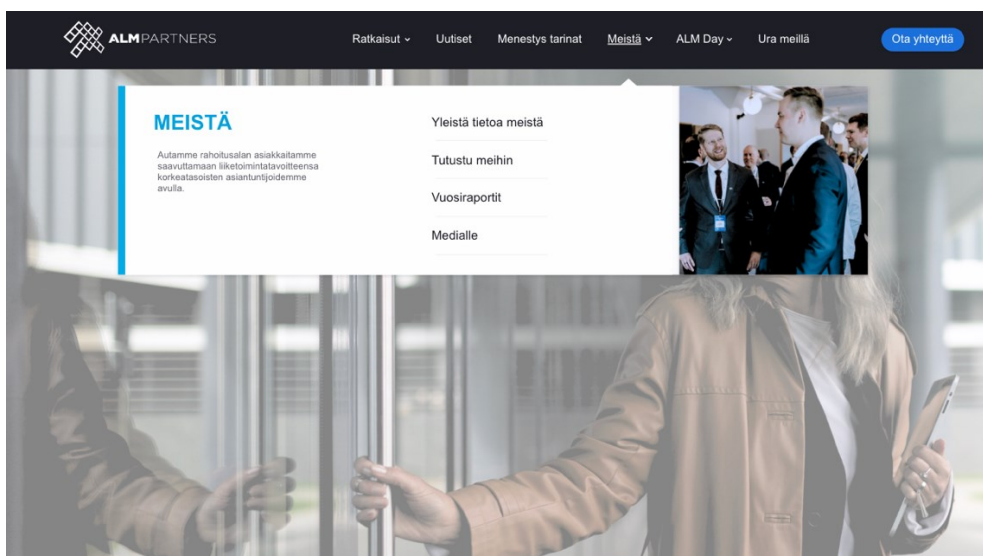 ALMPARTNERS
Ratkaisut Uutiset Menestys tarinat Meistä ALM Day Ura meillä Ota yhteyttä
MEISTÄ
Autamme rahoitusalan asiakkaitamme
saavuttamaan liiketoimintatavoitteensa
korkeatasoisten asiantuntijoidemme
avulla.
Yleistä tietoa meistä
Tutustu meihin
Vuosiraportit
Medialle